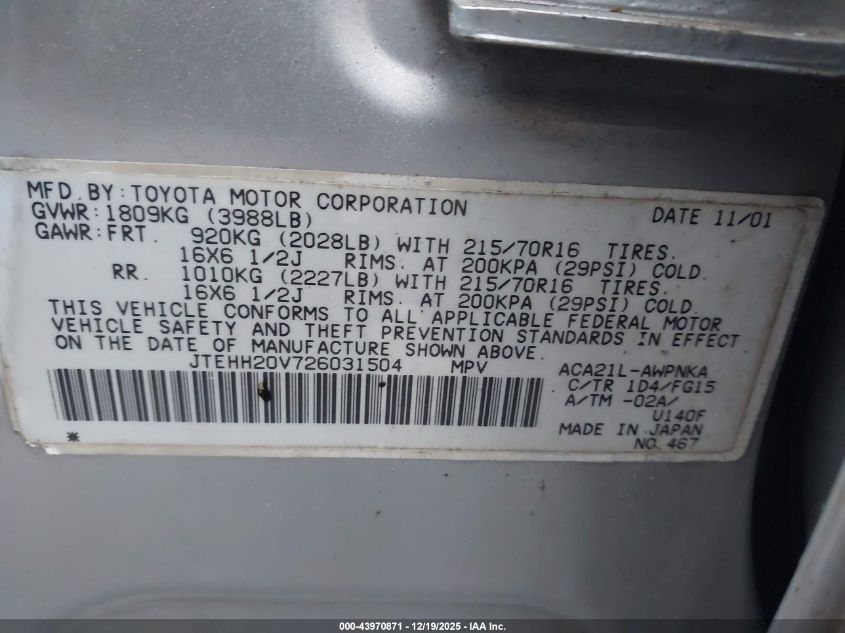 MFD. BY: TOYOTA MOTOR CORPORATION DATE 11/01
GVWR: 1809KG (3988LB)
GAWR: FRT. 920KG (2028LB) WITH 215/70R16 TIRES.
16X6 1/2J RIMS. AT 200KPA (29PSI) COLD.
RR. 1010KG (2227LB) WITH 215/70R16 TIRES.
16X6 1/2J RIMS. AT 200KPA (29PSI) COLD.
THIS VEHICLE CONFORMS TO ALL APPLICABLE FEDERAL MOTOR
VEHICLE SAFETY AND THEFT PREVENTION STANDARDS IN EFFECT
ON THE DATE OF MANUFACTURE SHOWN ABOVE.
JTEHH20V726031504 MPV ACA21L-AWPNKA
C/TR 1D4/FG15
A/TM -02A/
U140F
MADE IN JAPAN
* NO. 467
000-43970871 - 12/19/2025 - IAA Inc.